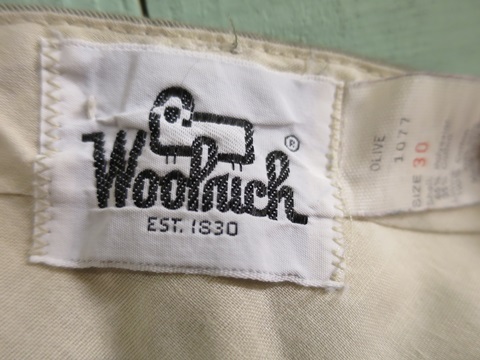 Woolrich
®
EST. 1830
OLIVE
1077
SIZE 30